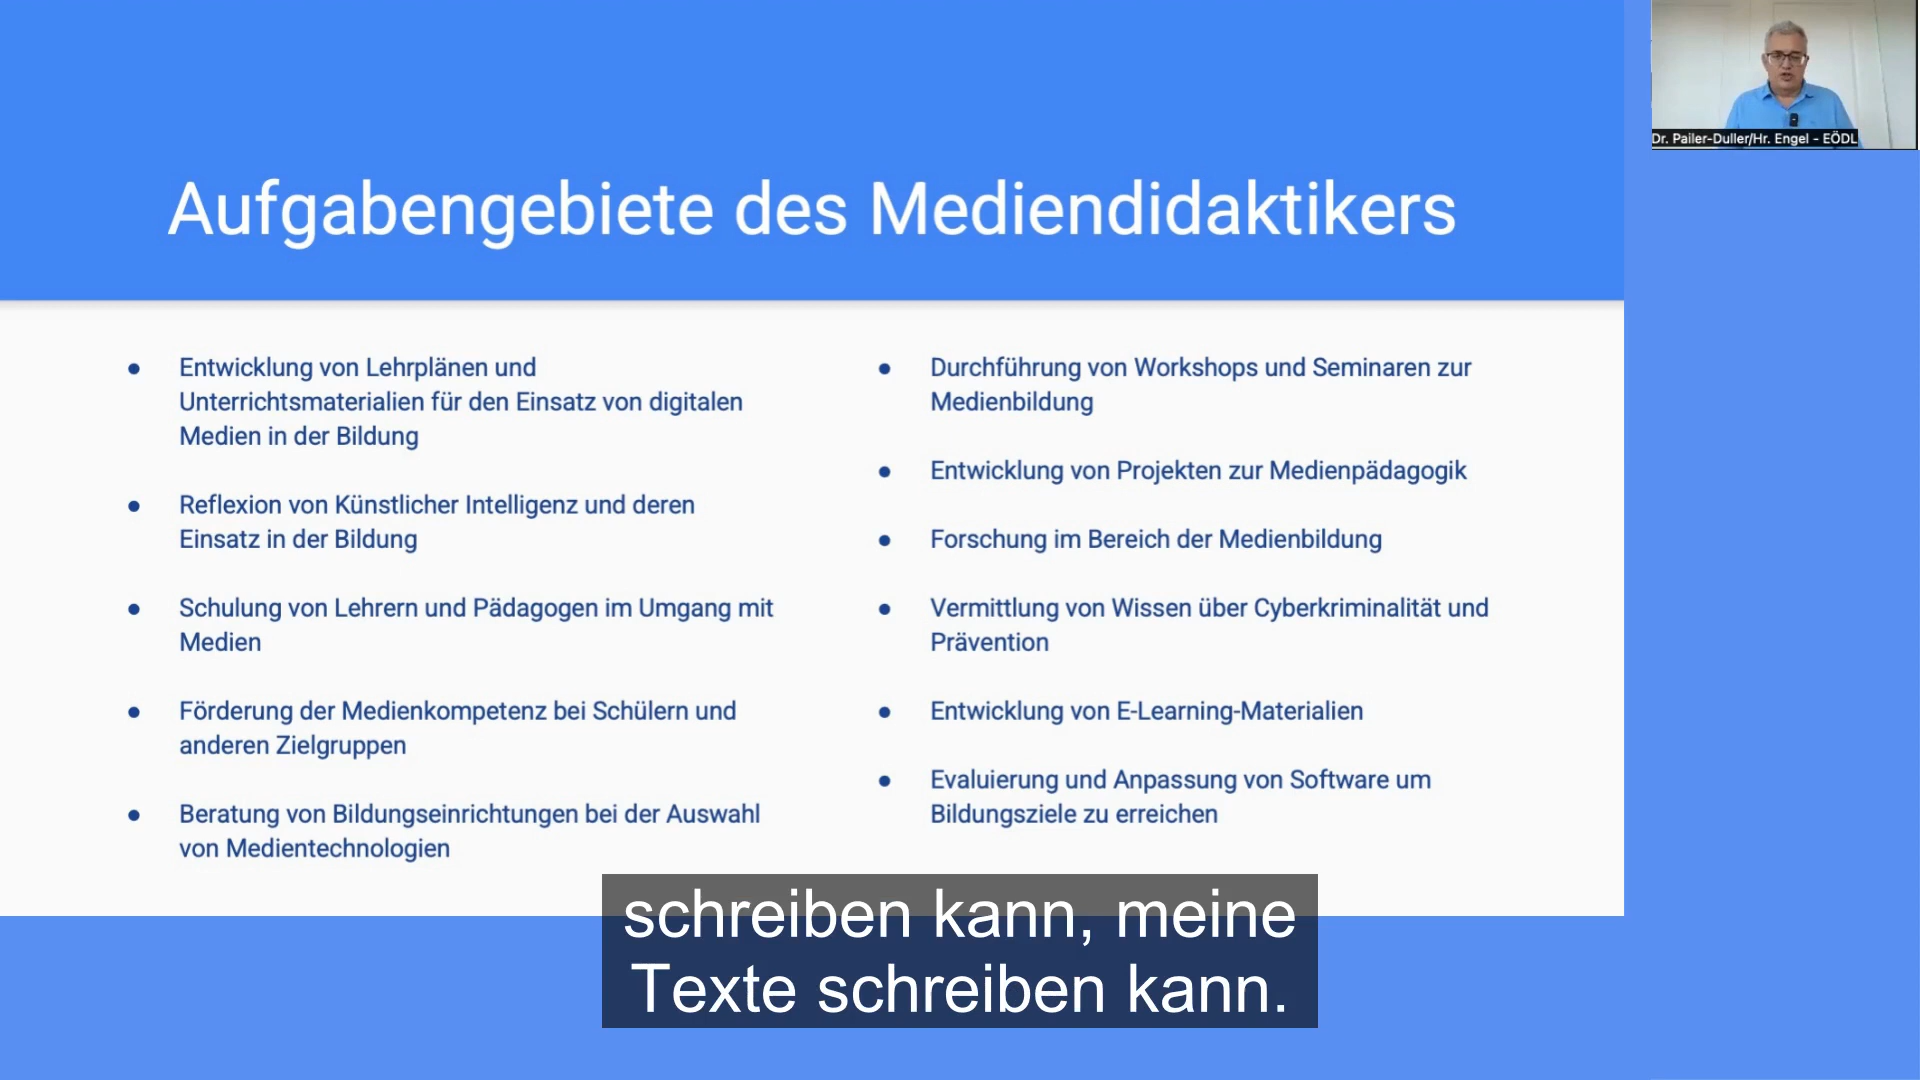 Dr. Pailer-Duller/Hr. Engel - EÖDL
Aufgabengebiete des Mediendidaktikers
● Entwicklung von Lehrplänen und
Unterrichtsmaterialien für den Einsatz von digitalen
Medien in der Bildung
● Reflexion von Künstlicher Intelligenz und deren
Einsatz in der Bildung
● Schulung von Lehrern und Pädagogen im Umgang mit
Medien
● Förderung der Medienkompetenz bei Schülern und
anderen Zielgruppen
● Beratung von Bildungseinrichtungen bei der Auswahl
von Medientechnologien
● Durchführung von Workshops und Seminaren zur
Medienbildung
● Entwicklung von Projekten zur Medienpädagogik
● Forschung im Bereich der Medienbildung
● Vermittlung von Wissen über Cyberkriminalität und
Prävention
● Entwicklung von E-Learning-Materialien
● Evaluierung und Anpassung von Software um
Bildungsziele zu erreichen
schreiben kann, meine
Texte schreiben kann.